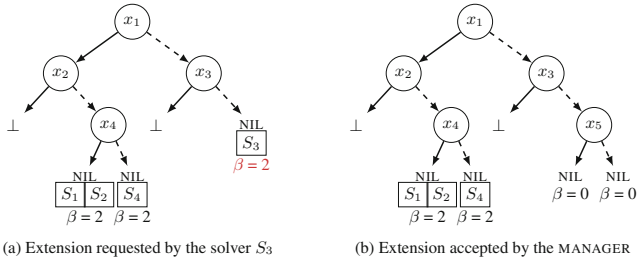 x1
x2
x3
⊥
x4
⊥
NIL
S3
β = 2
NIL
NIL
S1 S2
S4
β = 2
β = 2
(a) Extension requested by the solver S3
x1
x2
x3
⊥
x4
⊥
x5
NIL
NIL
S1 S2
S4
β = 2
β = 2
NIL
NIL
β = 0
β = 0
(b) Extension accepted by the MANAGER